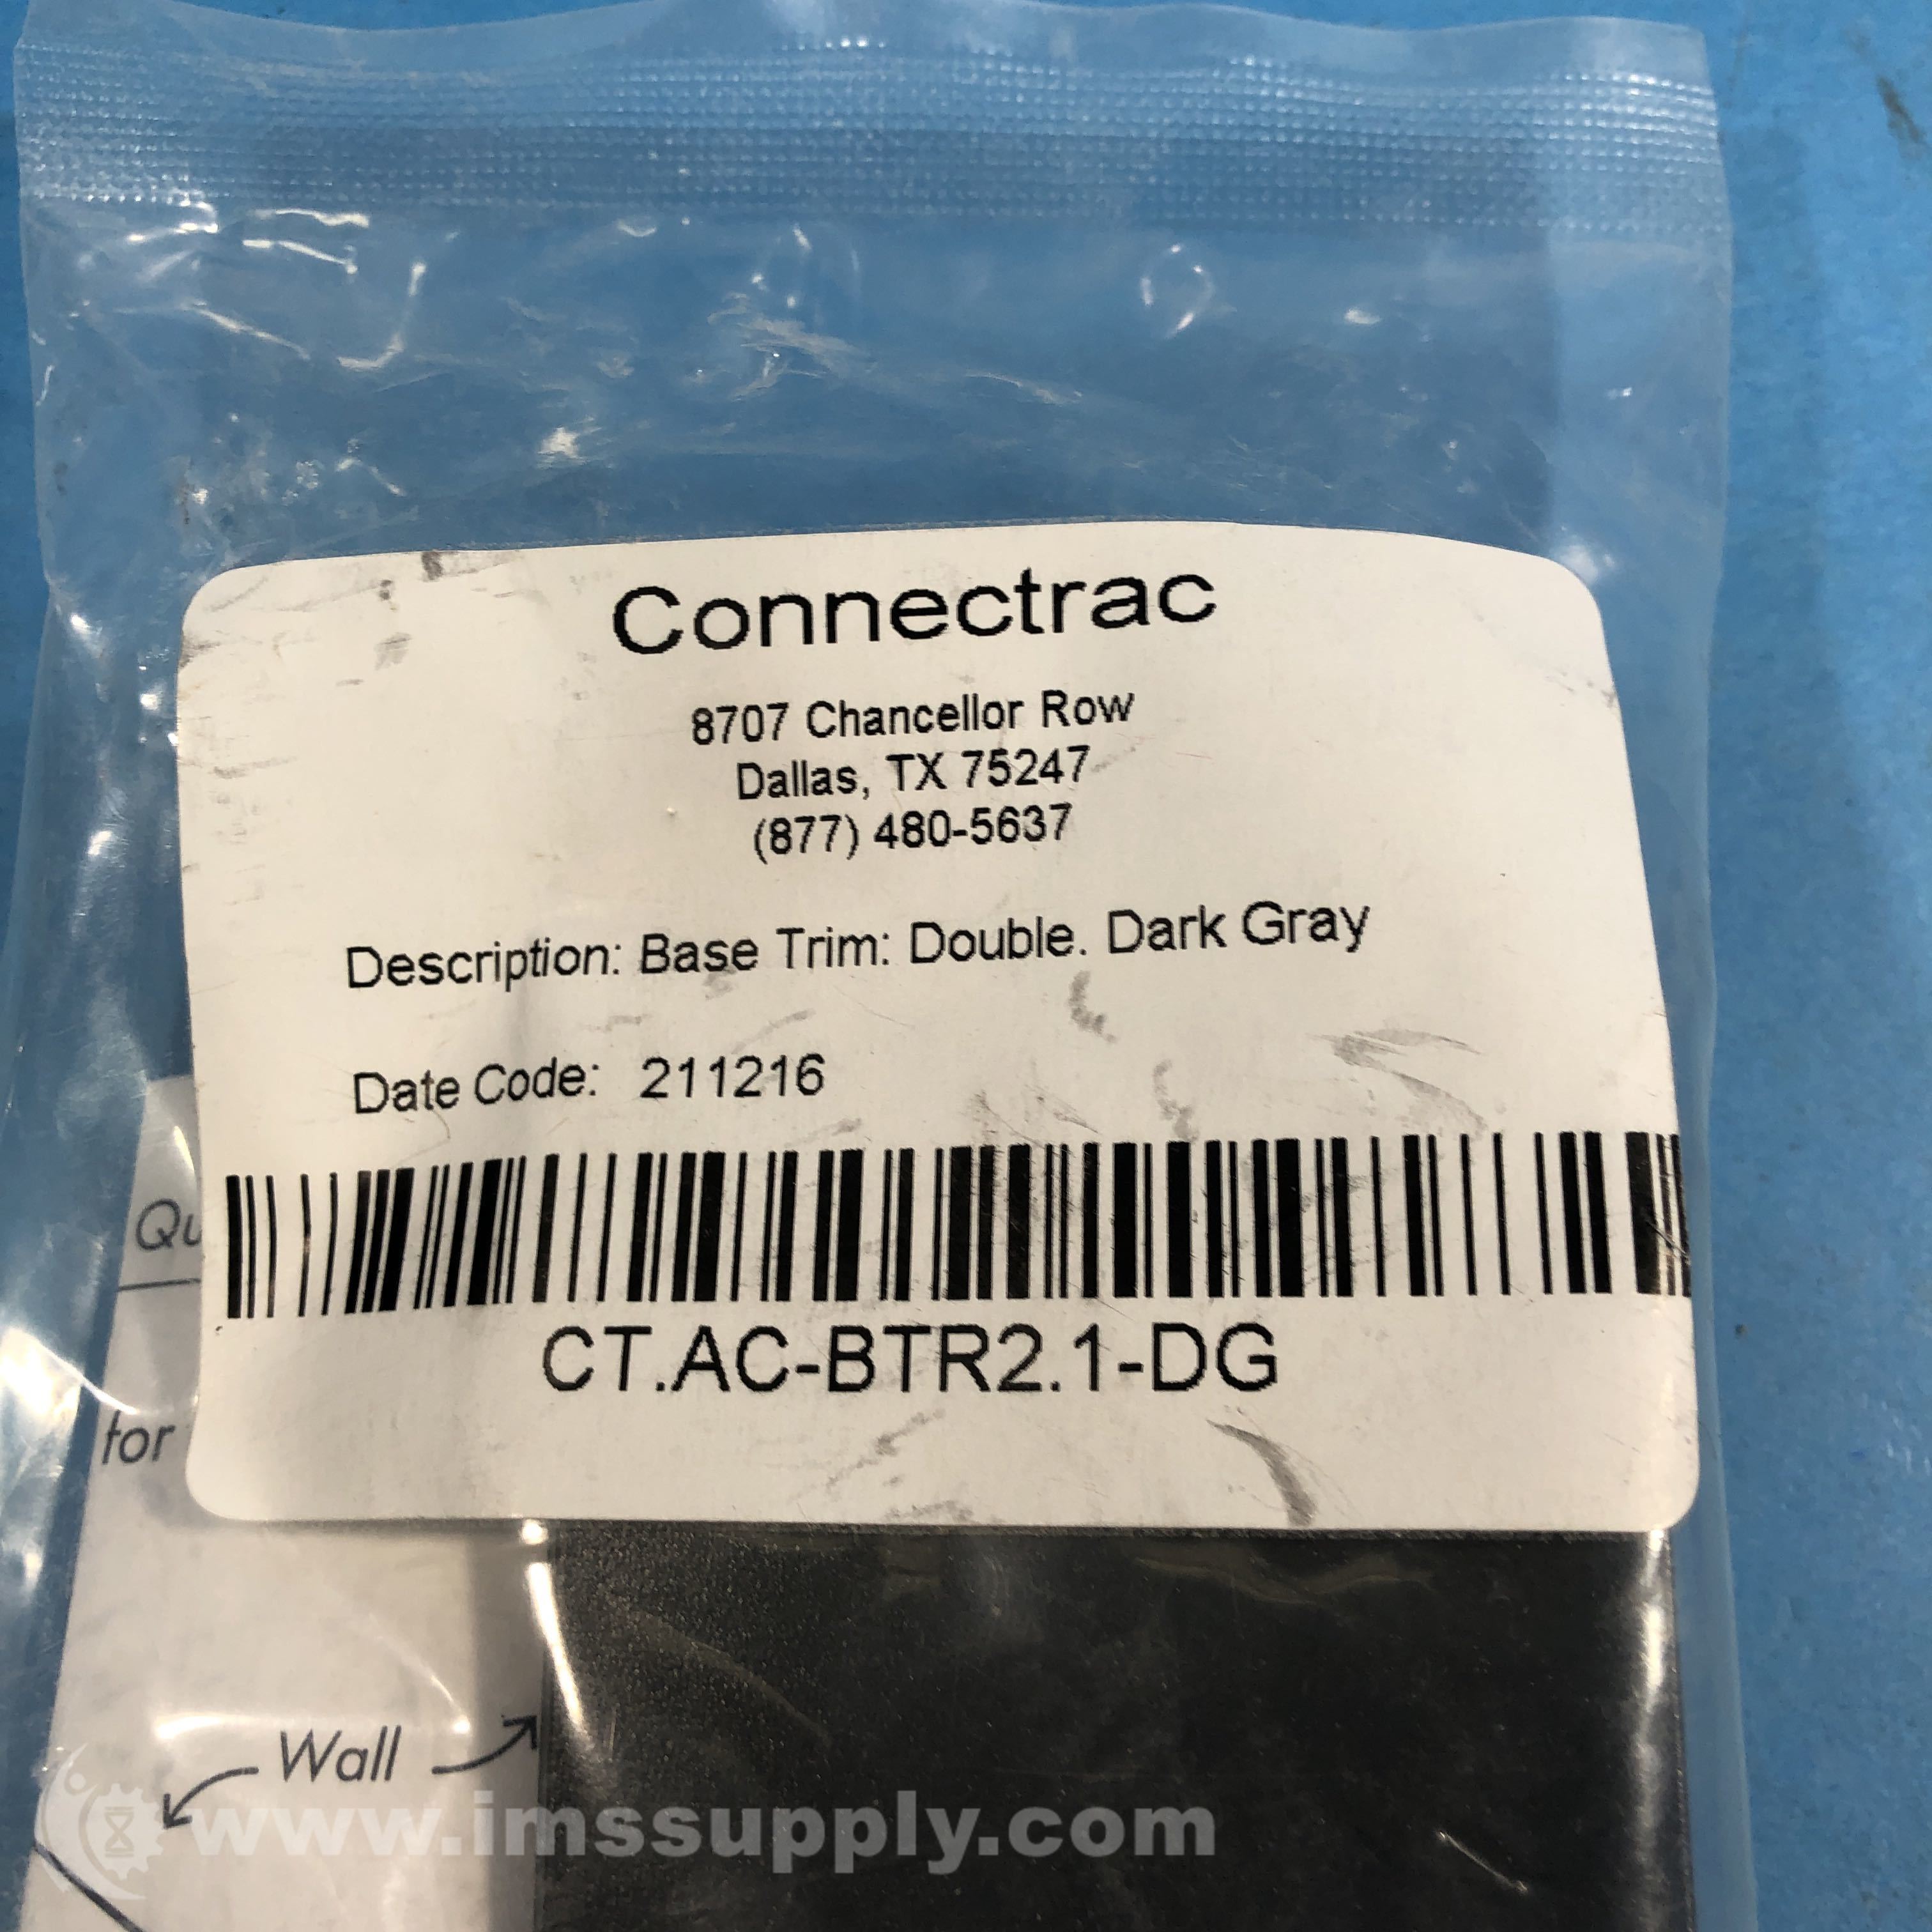 Connectrac
8707 Chancellor Row
Dallas, TX 75247
(877) 480-5637
Description: Base Trim: Double. Dark Gray
Date Code: 211216
CT.AC-BTR2.1-DG
for
Wall
www.imssupply.com